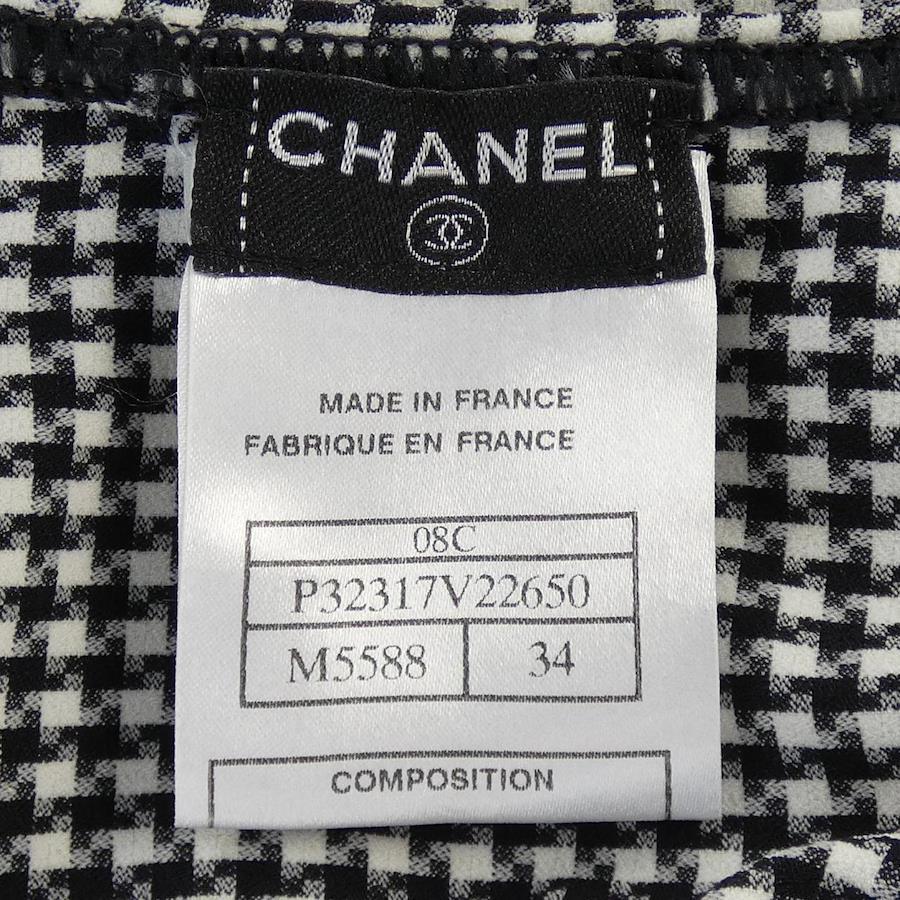 CHANEL
MADE IN FRANCE
FABRIQUE EN FRANCE
08C
P32317V22650
M5588 34
COMPOSITION